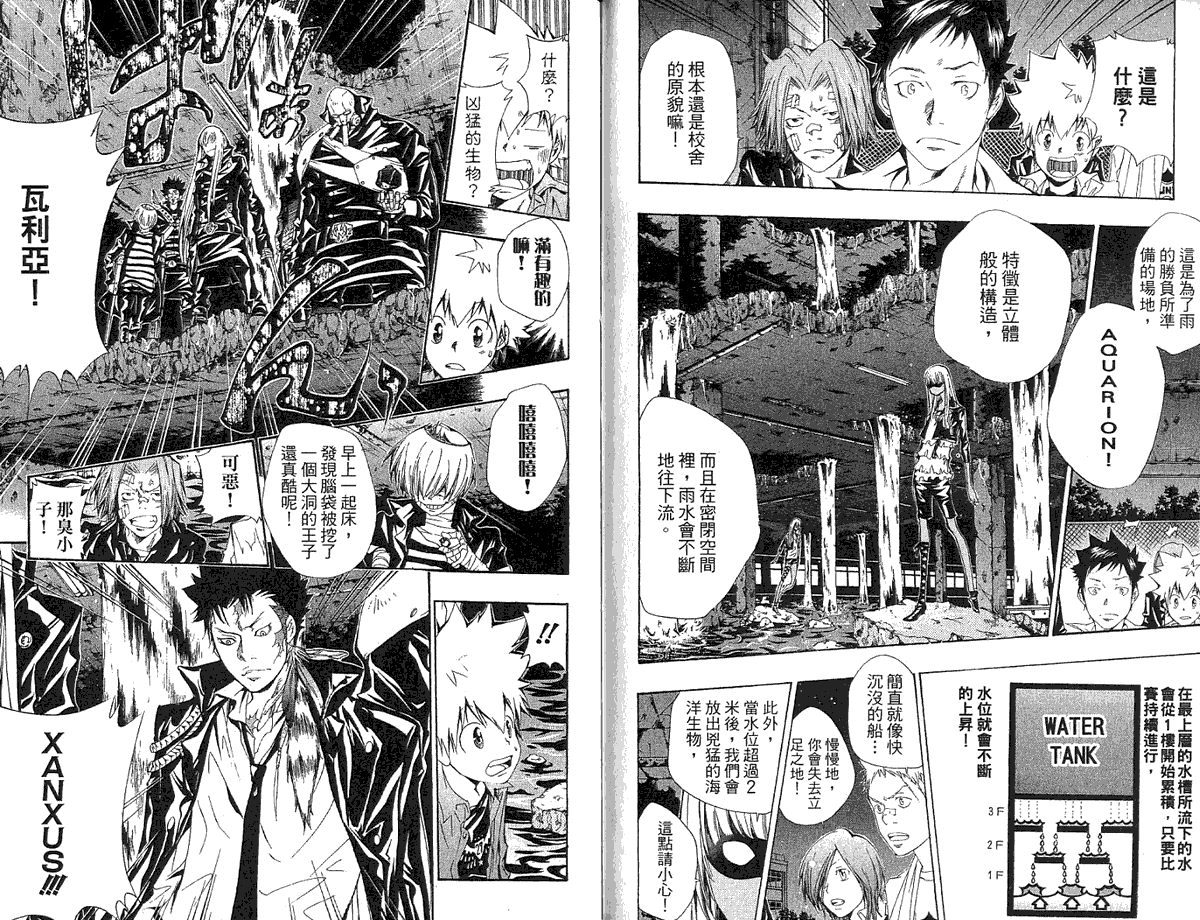 這是
什麼?
根本還是校舍
的原貌嘛!
這是為了雨
的勝負所準
備的場地,
AQUARION!
特徵是立體
般的構造,
而且在密閉空間
裡,雨水會不斷
地往下流。
在最上層的水槽所流下的水
會從1樓開始累積,只要比
賽持續進行,
水位就會不斷
的上昇!
WATER
TANK
3F
2F
1F
簡直就像快
沉沒的船…
慢慢地,
你會失去立
足之地!
此外,
當水位超過2
米後,我們會
放出兇猛的海
洋生物,
這點請小心!
什麼?
凶猛的生物?
滿有趣的
嘛!
瓦利亞!
嘻嘻嘻嘻!
早上一起床,
發現腦袋被挖了
一個大洞的王子
還真酷呢!
可惡!
那臭小
子!
!!
XANXUS!!!